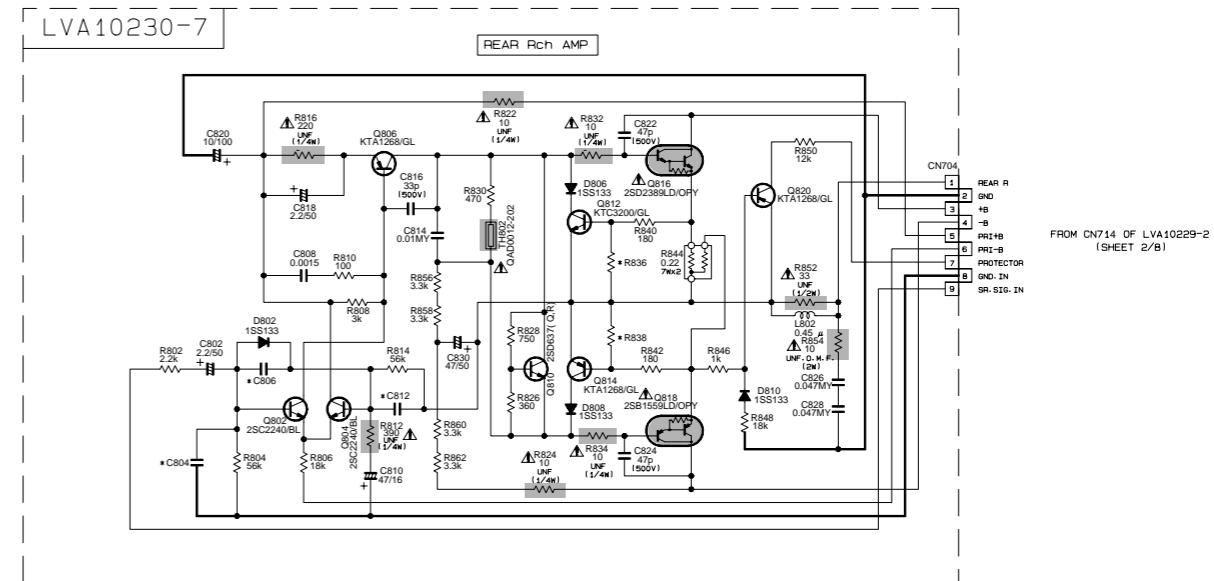 LVA10230-7
REAR Rch AMP
C820
10/100
R816
220
UNF
(1/4W)
Q806
KTA1268/GL
R822
10
UNF
(1/4W)
R832
10
UNF
(1/4W)
C822
47p
(500V)
R850
12k
CN704
C818
2.2/50
C816
33p
(500V)
R830
470
D806
1SS133
Q816
2SD2389LD/OPY
Q820
KTA1268/GL
Q812
KTC3200/GL
C814
0.01MY
TH802
QAD0012-202
R840
180
C808
0.0015
R810
100
R856
3.3k
*R836
R844
0.22
7Wx2
R852
33
UNF
(1/2W)
R808
3k
R858
3.3k
L802
0.45 µ
D802
1SS133
R802
2.2k
C802
2.2/50
*C806
R814
56k
C830
47/50
R828
750
Q810
2SD637( Q,R)
*R838
R842
180
R846
1k
R854
10
UNF.O.M.F.
(2W)
*C812
Q814
KTA1268/GL
Q818
2SB1559LD/OPY
D810
1SS133
C826
0.047MY
Q802
2SC2240/BL
Q804
2SC2240/BL
R812
390
UNF
(1/4W)
R826
360
D808
1SS133
R848
18k
C828
0.047MY
*C804
R804
56k
R806
18k
C810
47/16
R860
3.3k
R862
3.3k
R824
10
UNF
(1/4W)
R834
10
UNF
(1/4W)
C824
47p
(500V)
1 REAR R
2 GND
3 +B
4 -B
5 PRI+B
6 PRI-B
7 PROTECTOR
8 GND.IN
9 SR.SIG.IN
FROM CN714 OF LVA10229-2
(SHEET 2/8)